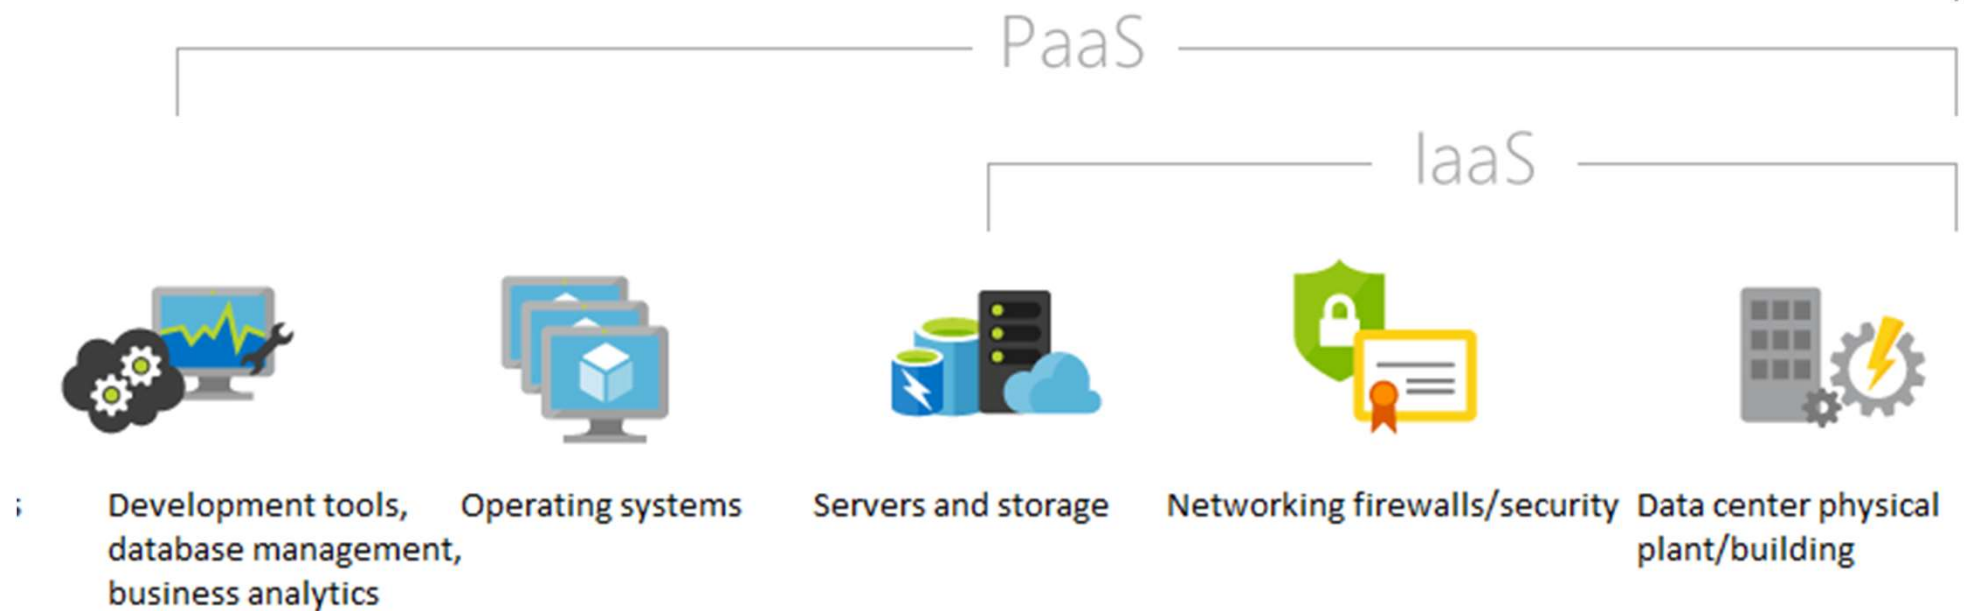 PaaS
IaaS
Development tools,
database management,
business analytics
Operating systems
Servers and storage
Networking firewalls/security
Data center physical
plant/building